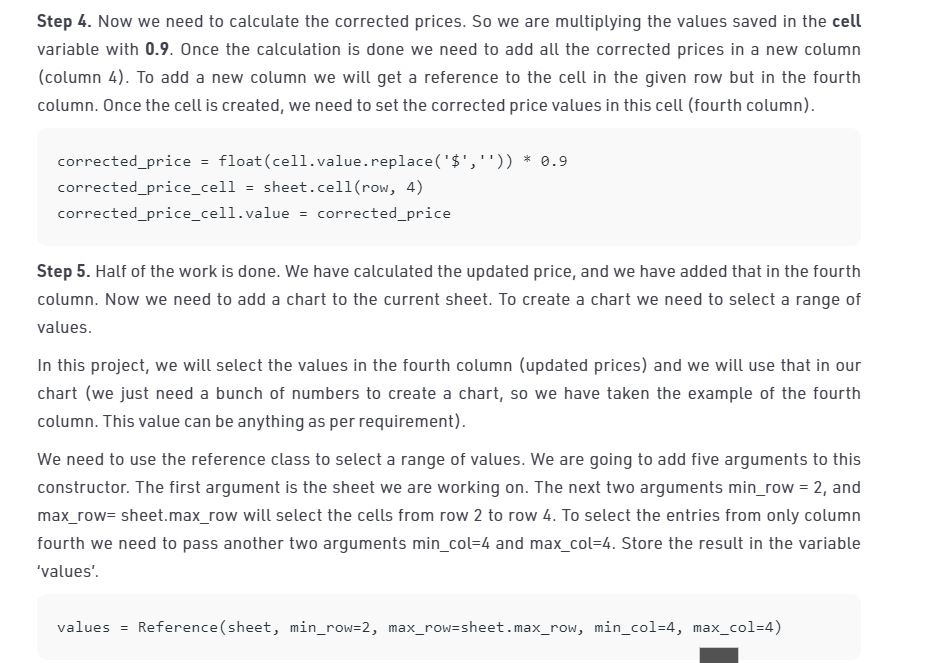 Step 4. Now we need to calculate the corrected prices. So we are multiplying the values saved in the cell
variable with 0.9. Once the calculation is done we need to add all the corrected prices in a new column
(column 4). To add a new column we will get a reference to the cell in the given row but in the fourth
column. Once the cell is created, we need to set the corrected price values in this cell (fourth column).
corrected_price = float(cell.value.replace('$','')) * 0.9
corrected_price_cell = sheet.cell(row, 4)
corrected_price_cell.value = corrected_price
Step 5. Half of the work is done. We have calculated the updated price, and we have added that in the fourth
column. Now we need to add a chart to the current sheet. To create a chart we need to select a range of
values.
In this project, we will select the values in the fourth column (updated prices) and we will use that in our
chart (we just need a bunch of numbers to create a chart, so we have taken the example of the fourth
column. This value can be anything as per requirement).
We need to use the reference class to select a range of values. We are going to add five arguments to this
constructor. The first argument is the sheet we are working on. The next two arguments min_row = 2, and
max_row= sheet.max_row will select the cells from row 2 to row 4. To select the entries from only column
fourth we need to pass another two arguments min_col=4 and max_col=4. Store the result in the variable
'values'.
values = Reference(sheet, min_row=2, max_row=sheet.max_row, min_col=4, max_col=4)